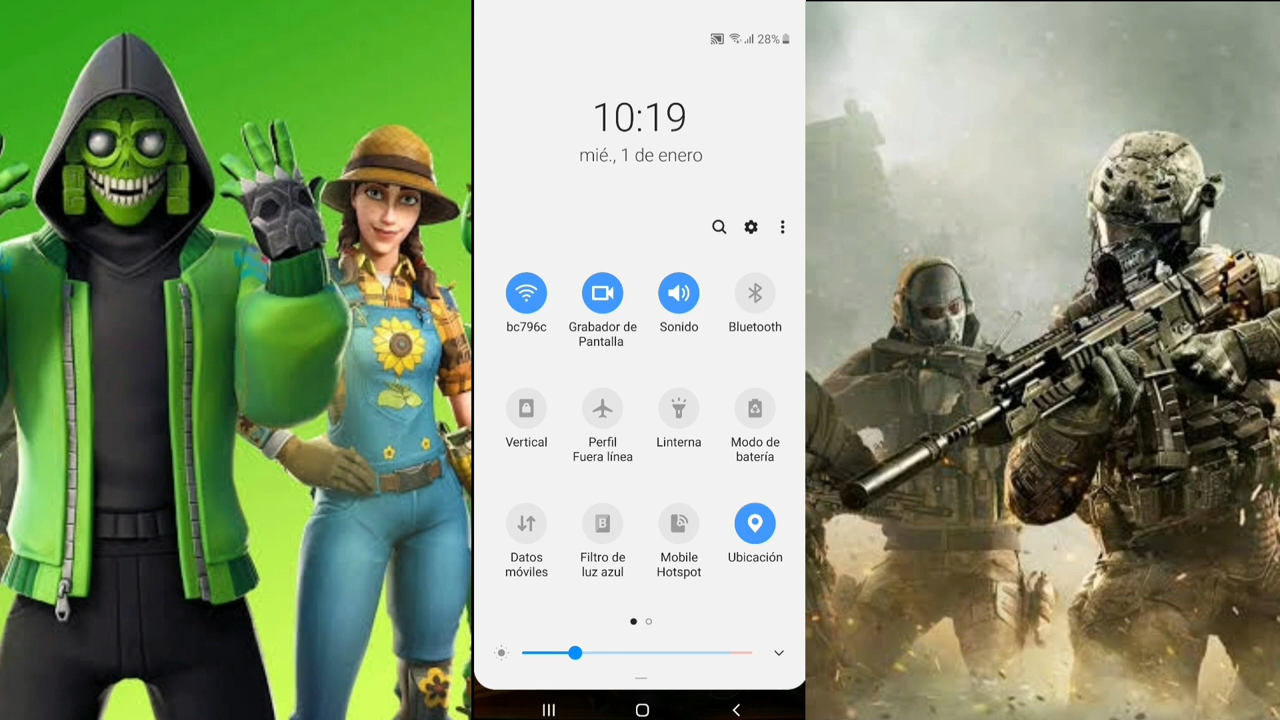 28%
10:19
mié., 1 de enero
bc796c
Grabador de
Pantalla
Sonido
Bluetooth
Vertical
Perfil
Fuera línea
Linterna
Modo de
batería
Datos
móviles
B
Filtro de
luz azul
Mobile
Hotspot
Ubicación